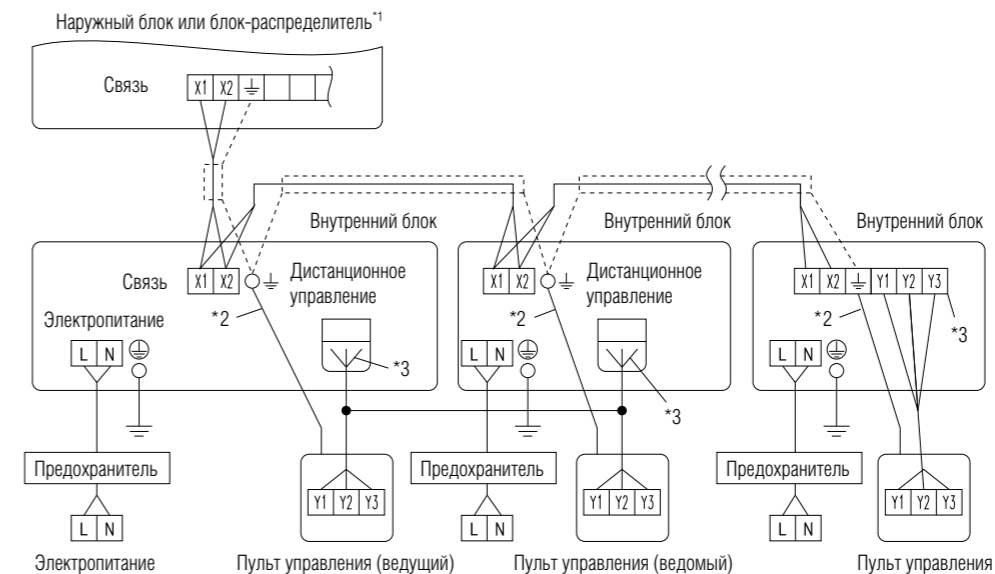 Наружный блок или блок-распределитель*1
Связь
X1 X2
Внутренний блок
Внутренний блок
Внутренний блок
Связь
X1 X2
Дистанционное
управление
X1 X2
Дистанционное
управление
X1 X2 Y1 Y2 Y3
*2
*2
*2
*3
Электропитание
L N
*3
L N
*3
L N
Предохранитель
Предохранитель
Предохранитель
Y1 Y2 Y3
Y1 Y2 Y3
Y1 Y2 Y3
L N
L N
L N
Электропитание
Пульт управления (ведущий)
Пульт управления (ведомый)
Пульт управления